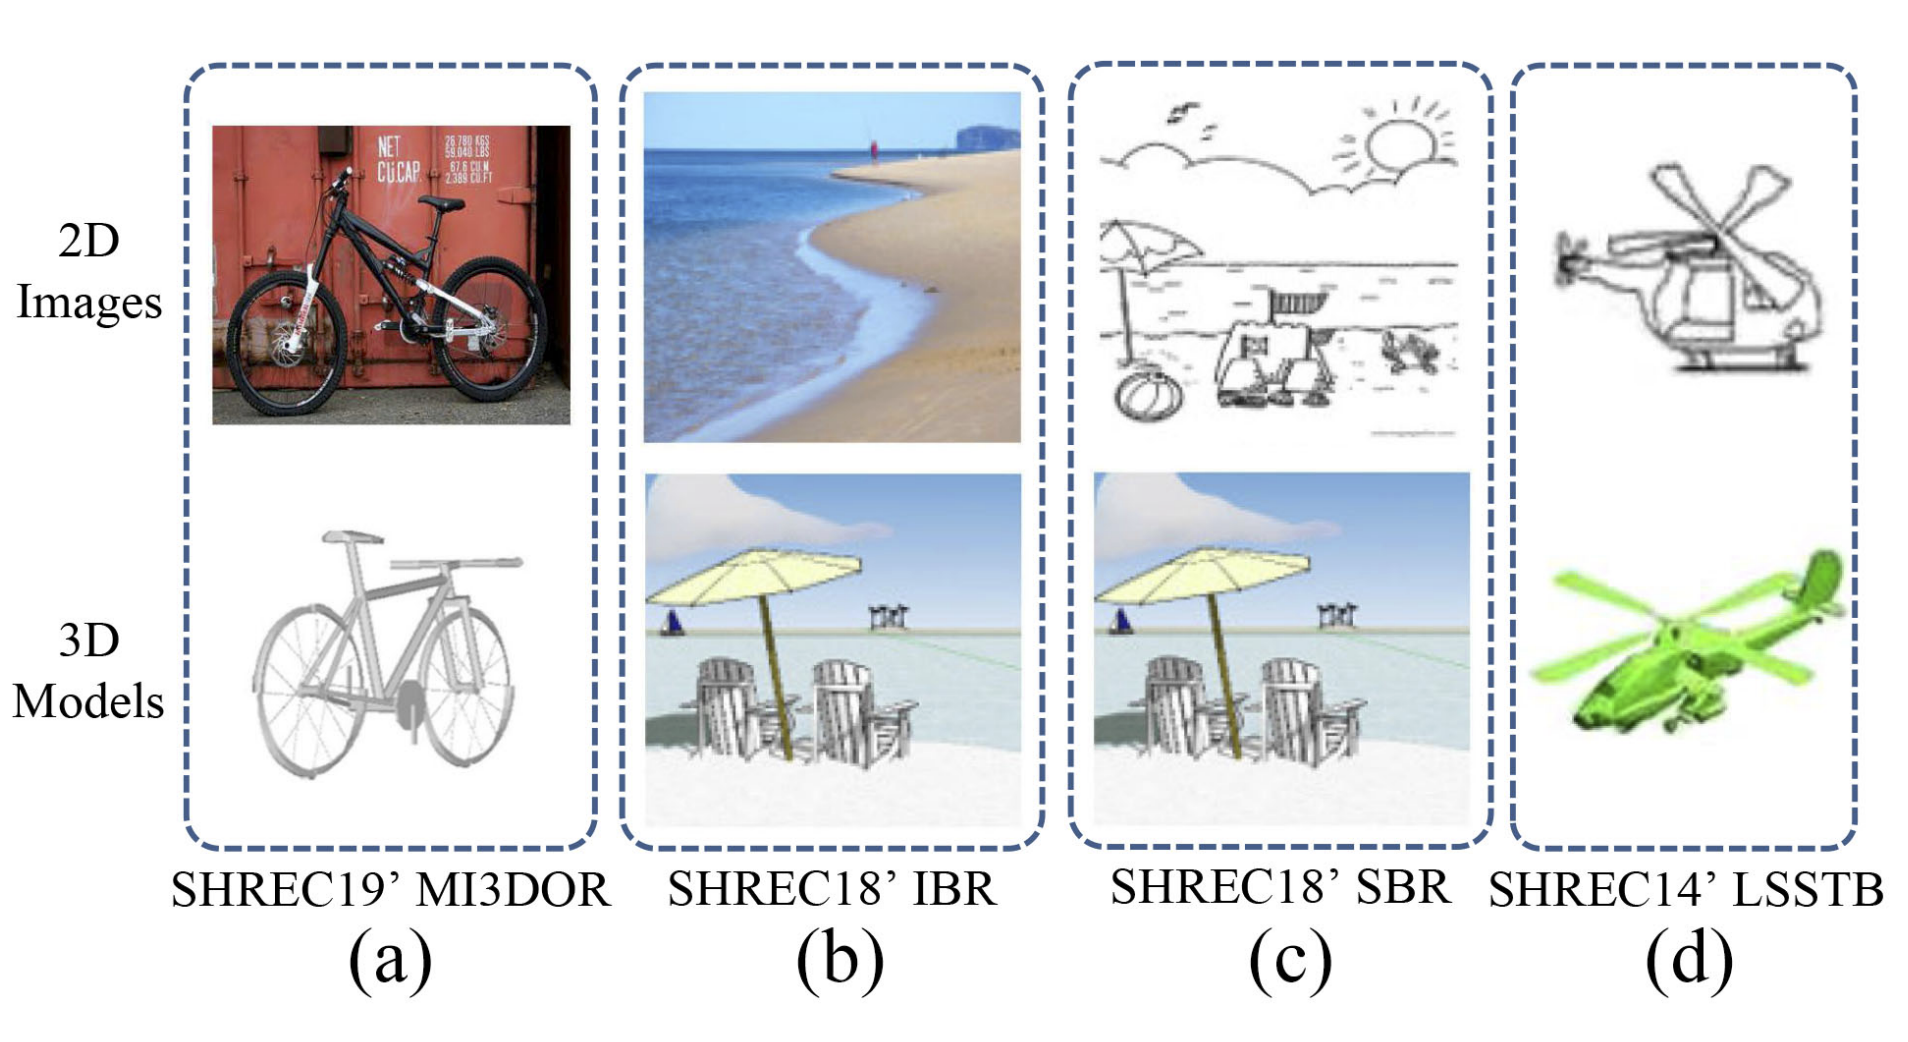 NET
CU.CAP.
26.780 KGS
59.040 LBS
67.6 CU.M
2.389 CU.FT
2D
Images
3D
Models
SHREC19’ MI3DOR
SHREC18’ IBR
SHREC18’ SBR
SHREC14’ LSSTB
(a)
(b)
(c)
(d)